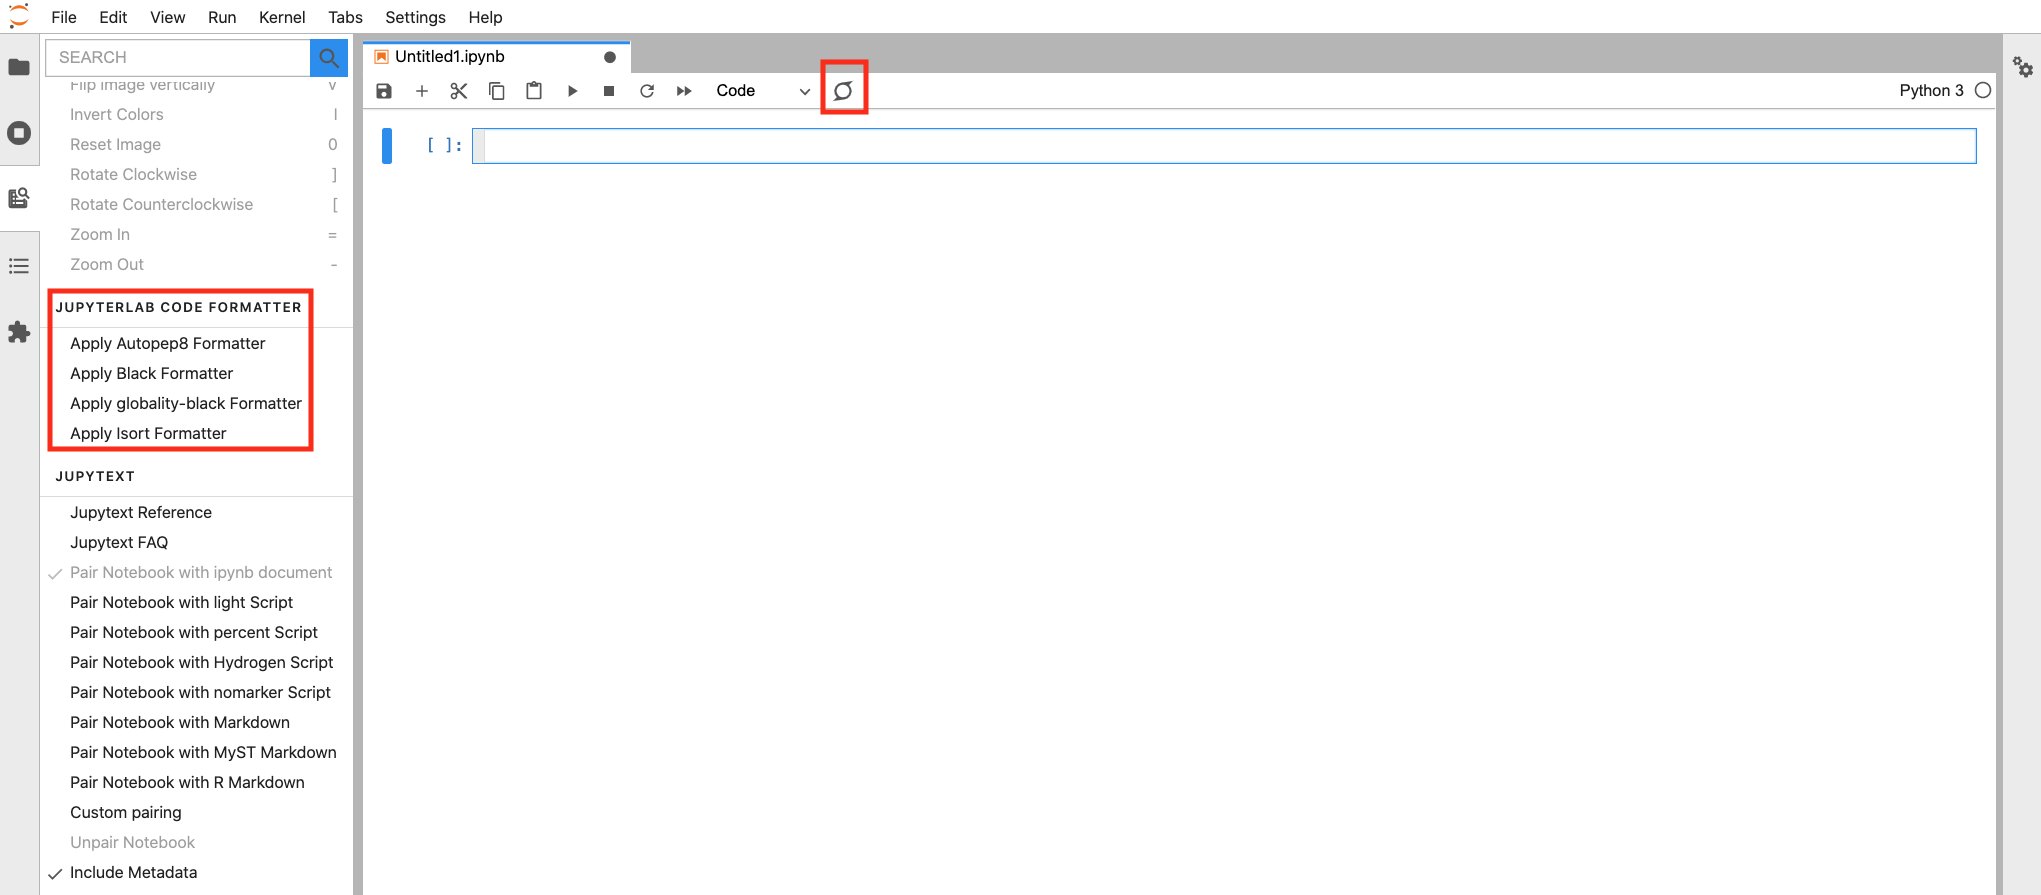 File Edit View Run Kernel Tabs Settings Help
SEARCH
Untitled1.ipynb
Code
Python 3
Flip Image Vertically V
Invert Colors I
Reset Image 0
Rotate Clockwise ]
Rotate Counterclockwise [
Zoom In =
Zoom Out -
[ ]:
JUPYTERLAB CODE FORMATTER
Apply Autopep8 Formatter
Apply Black Formatter
Apply globality-black Formatter
Apply Isort Formatter
JUPYTEXT
Jupytext Reference
Jupytext FAQ
Pair Notebook with ipynb document
Pair Notebook with light Script
Pair Notebook with percent Script
Pair Notebook with Hydrogen Script
Pair Notebook with nomarker Script
Pair Notebook with Markdown
Pair Notebook with MyST Markdown
Pair Notebook with R Markdown
Custom pairing
Unpair Notebook
Include Metadata